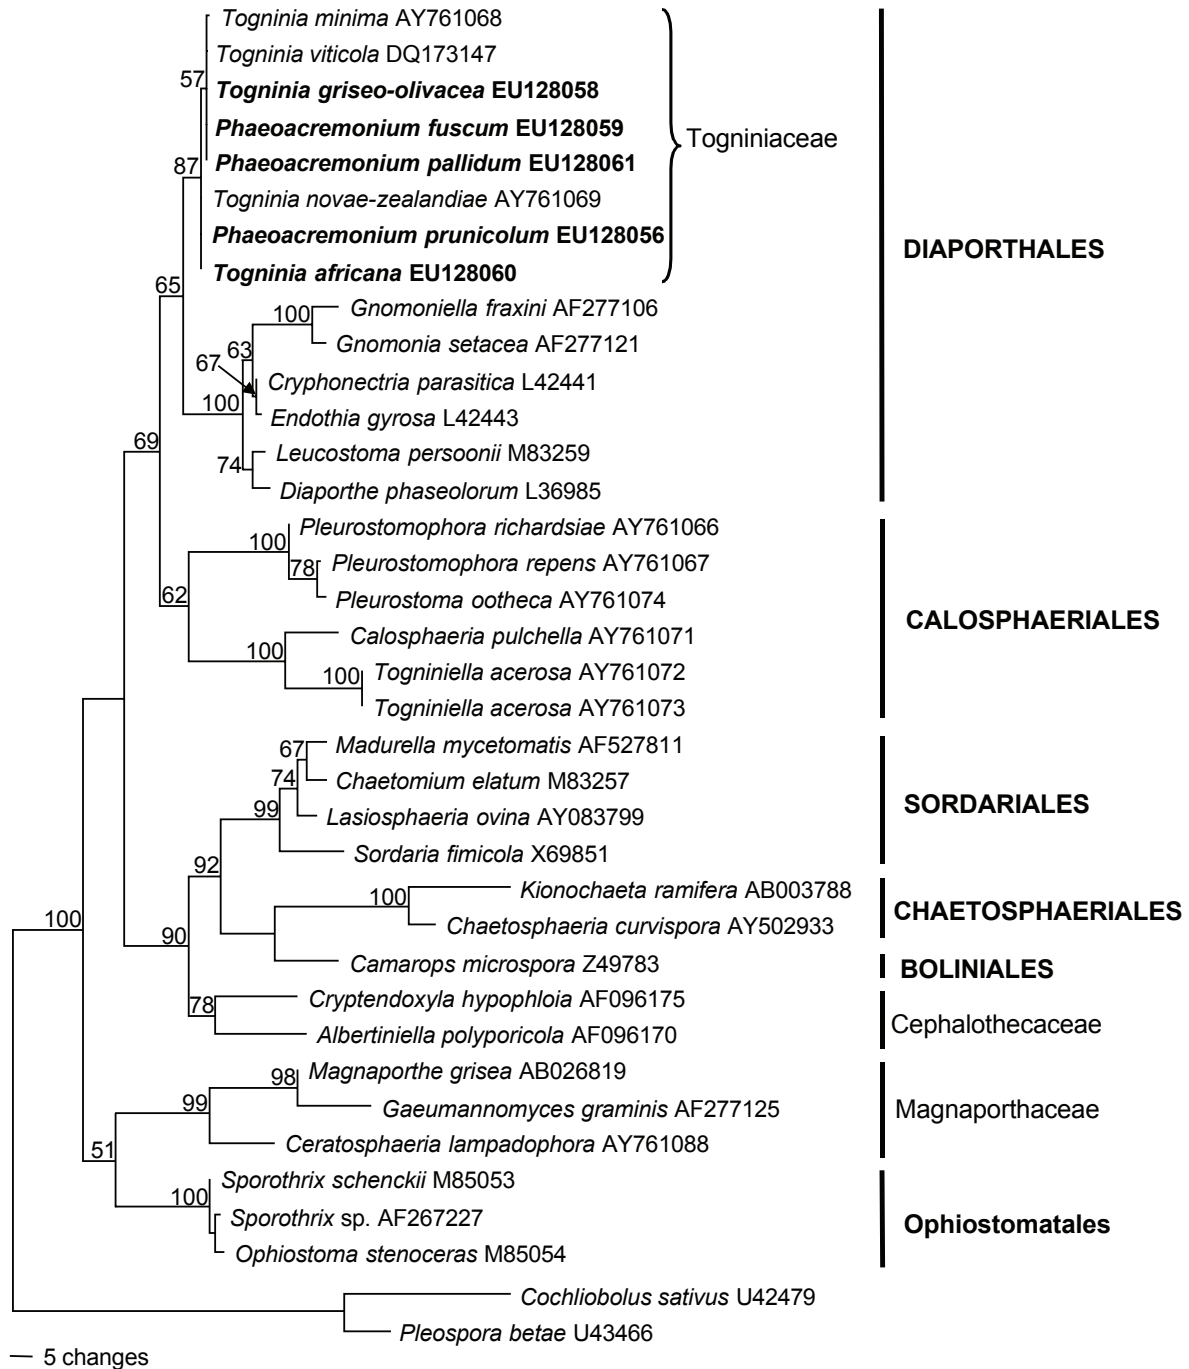 Togninia minima AY761068
Togninia viticola DQ173147
57
Togninia griseo-olivacea EU128058
Phaeoacremonium fuscum EU128059
Togniniaceae
Phaeoacremonium pallidum EU128061
87
Togninia novae-zealandiae AY761069
Phaeoacremonium prunicolum EU128056
DIAPORTHALES
Togninia africana EU128060
65
Gnomoniella fraxini AF277106
100
Gnomonia setacea AF277121
63
67
Cryphonectria parasitica L42441
100
Endothia gyrosa L42443
69
Leucostoma persoonii M83259
74
Diaporthe phaseolorum L36985
Pleurostomophora richardsiae AY761066
100
Pleurostomophora repens AY761067
78
62
Pleurostoma ootheca AY761074
CALOSPHAERIALES
Calosphaeria pulchella AY761071
100
Togniniella acerosa AY761072
100
Togniniella acerosa AY761073
Madurella mycetomatis AF527811
67
Chaetomium elatum M83257
74
SORDARIALES
99
Lasiosphaeria ovina AY083799
Sordaria fimicola X69851
92
Kionochaeta ramifera AB003788
100
CHAETOSPHAERIALES
100
Chaetosphaeria curvispora AY502933
90
Camarops microspora Z49783
BOLINIALES
Cryptendoxyla hypophloia AF096175
78
Cephalothecaceae
Albertiniella polyporicola AF096170
Magnaporthe grisea AB026819
98
99
Gaeumannomyces graminis AF277125
Magnaporthaceae
Ceratosphaeria lampadophora AY761088
51
Sporothrix schenckii M85053
100
Sporothrix sp. AF267227
Ophiostomatales
Ophiostoma stenoceras M85054
Cochliobolus sativus U42479
Pleospora betae U43466
5 changes